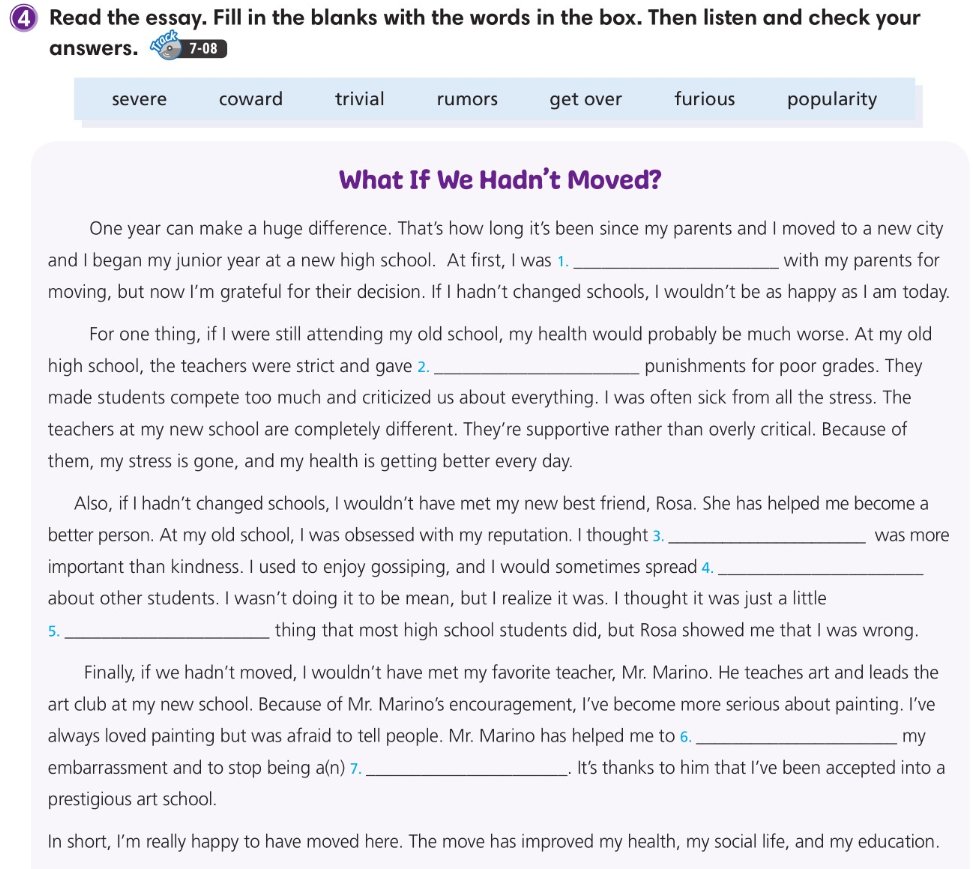 4 Read the essay. Fill in the blanks with the words in the box. Then listen and check your
answers. Track 7-08
severe coward trivial rumors get over furious popularity
What If We Hadn't Moved?
One year can make a huge difference. That's how long it's been since my parents and I moved to a new city
and I began my junior year at a new high school. At first, I was 1. ______________________ with my parents for
moving, but now I'm grateful for their decision. If I hadn't changed schools, I wouldn't be as happy as I am today.
For one thing, if I were still attending my old school, my health would probably be much worse. At my old
high school, the teachers were strict and gave 2. ______________________ punishments for poor grades. They
made students compete too much and criticized us about everything. I was often sick from all the stress. The
teachers at my new school are completely different. They're supportive rather than overly critical. Because of
them, my stress is gone, and my health is getting better every day.
Also, if I hadn't changed schools, I wouldn't have met my new best friend, Rosa. She has helped me become a
better person. At my old school, I was obsessed with my reputation. I thought 3. ______________________ was more
important than kindness. I used to enjoy gossiping, and I would sometimes spread 4. ______________________
about other students. I wasn't doing it to be mean, but I realize it was. I thought it was just a little
5. ______________________ thing that most high school students did, but Rosa showed me that I was wrong.
Finally, if we hadn't moved, I wouldn't have met my favorite teacher, Mr. Marino. He teaches art and leads the
art club at my new school. Because of Mr. Marino's encouragement, I've become more serious about painting. I've
always loved painting but was afraid to tell people. Mr. Marino has helped me to 6. ______________________ my
embarrassment and to stop being a(n) 7. ______________________. It's thanks to him that I've been accepted into a
prestigious art school.
In short, I'm really happy to have moved here. The move has improved my health, my social life, and my education.